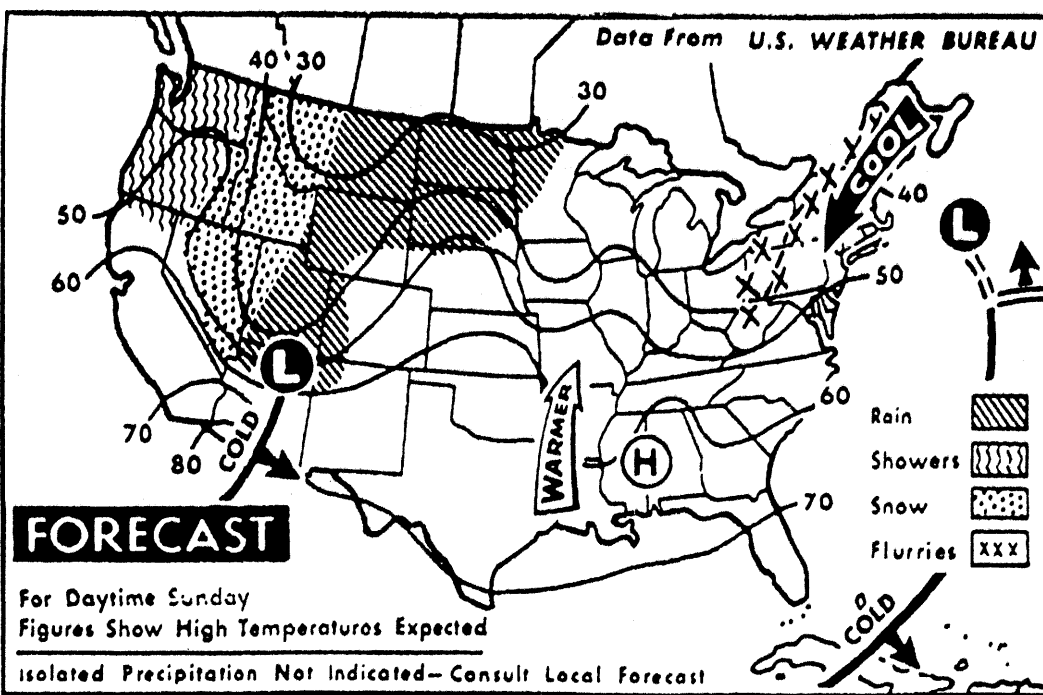 Data From U.S. WEATHER BUREAU
40 30
30
COOL
40
L
50
50
60
L
WARMER
H
60
70
80
COLD
70
Rain
Showers
Snow
Flurries XXX
FORECAST
COLD
For Daytime Sunday
Figures Show High Temperatures Expected
Isolated Precipitation Not Indicated—Consult Local Forecast